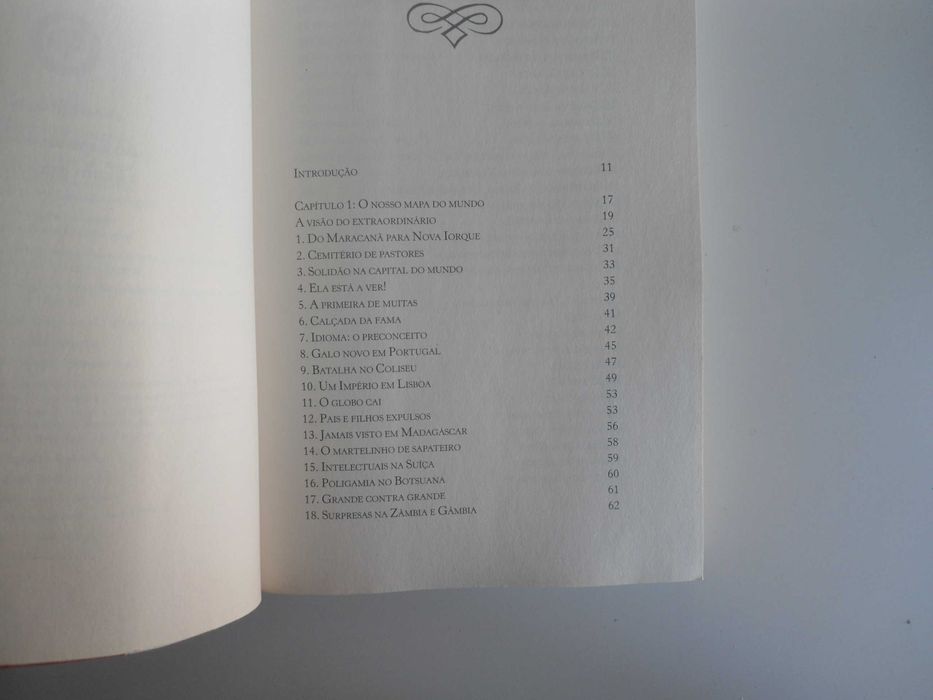 Introdução 11
Capítulo 1: O nosso mapa do mundo 17
A visão do extraordinário 19
1. Do Maracanã para Nova Iorque 25
2. Cemitério de pastores 31
3. Solidão na capital do mundo 33
4. Ela está a ver! 35
5. A primeira de muitas 39
6. Calçada da fama 41
7. Idioma: o preconceito 42
8. Galo novo em Portugal 45
9. Batalha no Coliseu 47
10. Um Império em Lisboa 49
11. O globo cai 53
12. Pais e filhos expulsos 53
13. Jamais visto em Madagáscar 56
14. O martelinho de sapateiro 58
15. Intelectuais na Suíça 59
16. Poligamia no Botsuana 60
17. Grande contra grande 61
18. Surpresas na Zâmbia e Gâmbia 62